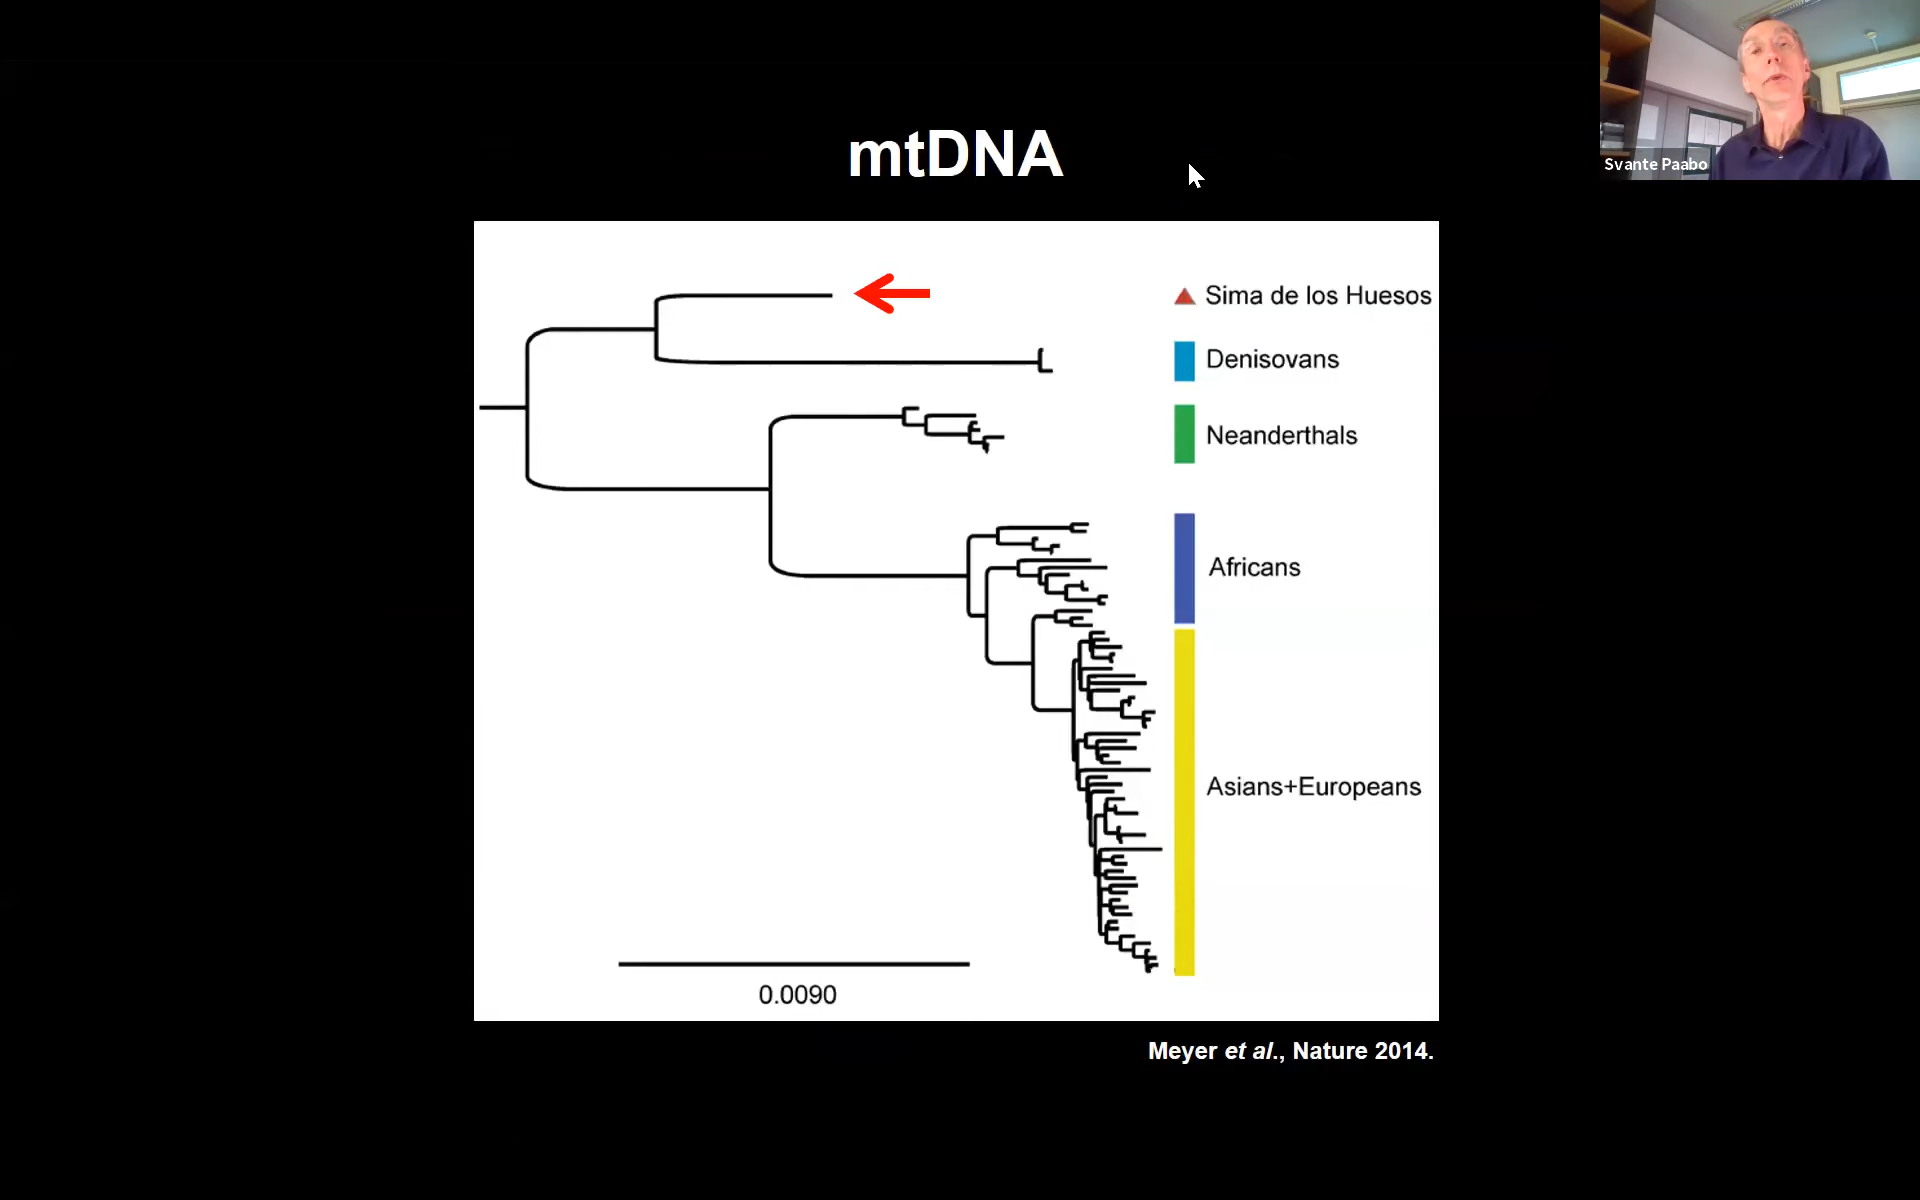 mtDNA
Svante Paabo
Sima de los Huesos
Denisovans
Neanderthals
Africans
Asians+Europeans
0.0090
Meyer et al., Nature 2014.